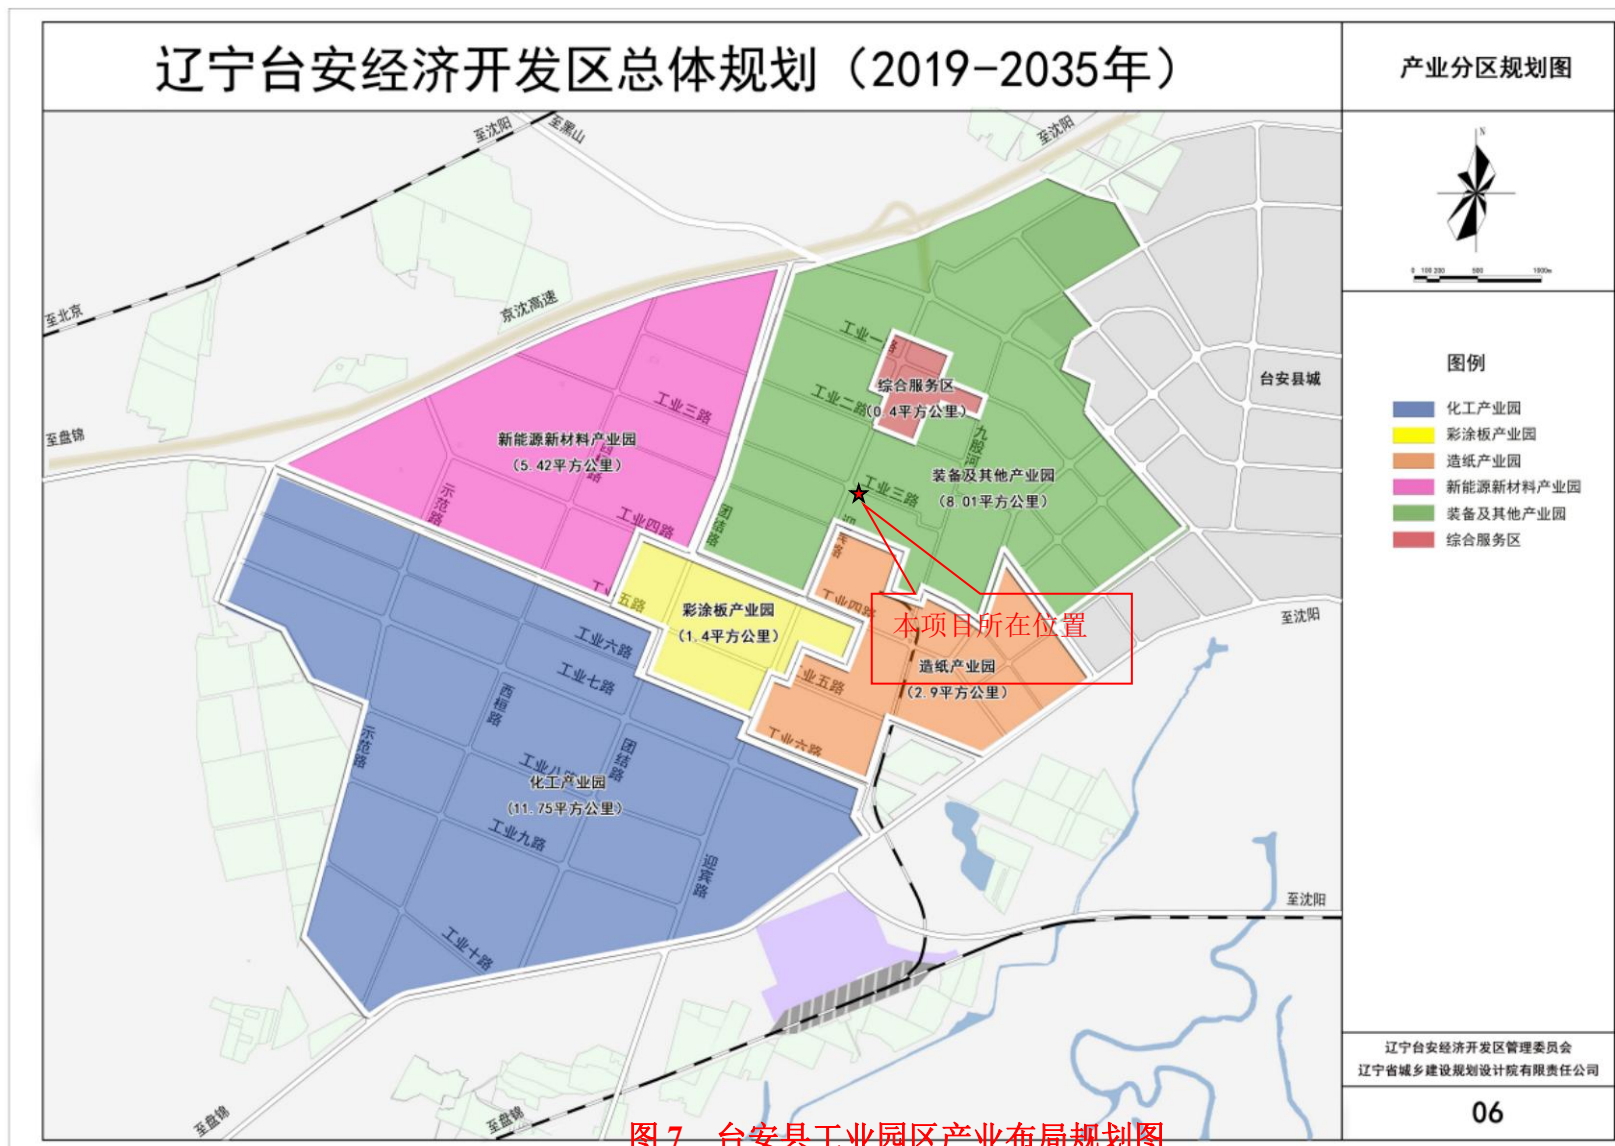 辽宁台安经济开发区总体规划（2019-2035年）
产业分区规划图
N
0 100 200 500 1000m
至沈阳
至黑山
至沈阳
至北京
京沈高速
至盘锦
台安县城
工业一路
工业二路
综合服务区
（0.4平方公里）
九股河
工业三路
新能源新材料产业园
（5.42平方公里）
西桓路
示范路
工业四路
团结路
装备及其他产业园
（8.01平方公里）
工业三路
迎宾路
工业四路
工业五路
彩涂板产业园
（1.4平方公里）
本项目所在位置
至沈阳
造纸产业园
（2.9平方公里）
工业五路
工业六路
工业六路
工业七路
西桓路
示范路
团结路
工业八路
化工产业园
（11.75平方公里）
工业九路
迎宾路
工业十路
至沈阳
至盘锦
至盘锦
图例
化工产业园
彩涂板产业园
造纸产业园
新能源新材料产业园
装备及其他产业园
综合服务区
辽宁台安经济开发区管理委员会
辽宁省城乡建设规划设计院有限责任公司
06
图 7 台安县工业园区产业布局规划图